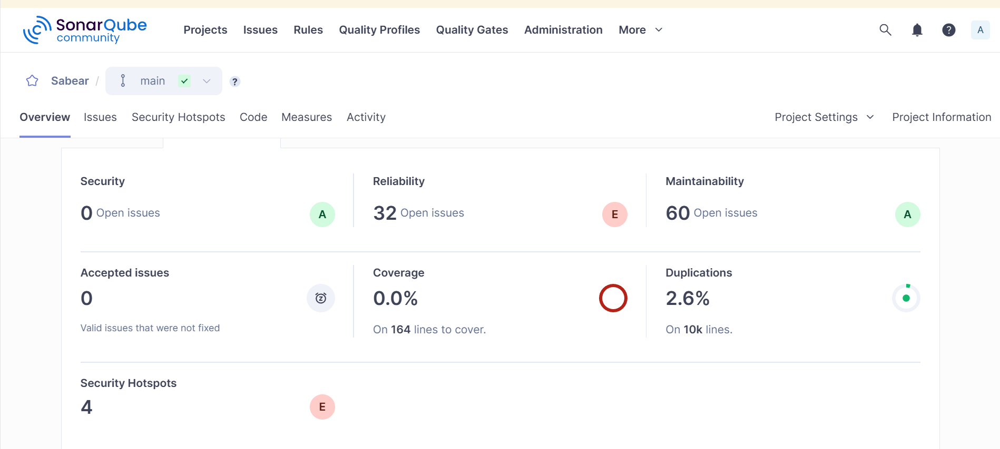 SonarQube
community
Projects Issues Rules Quality Profiles Quality Gates Administration More
? A
Sabear / main ?
Overview Issues Security Hotspots Code Measures Activity Project Settings Project Information
Security Reliability Maintainability
0 Open issues A 32 Open issues E 60 Open issues A
Accepted issues Coverage Duplications
0 z 0.0% 2.6%
Valid issues that were not fixed On 164 lines to cover. On 10k lines.
Security Hotspots
4 E